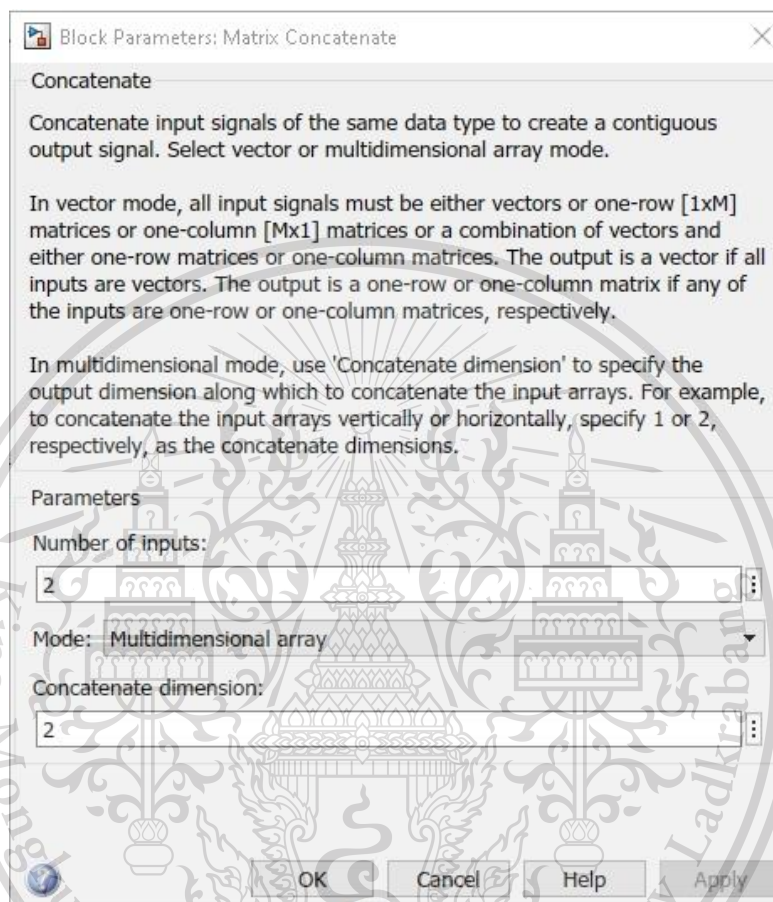 Block Parameters: Matrix Concatenate
Concatenate
Concatenate input signals of the same data type to create a contiguous
output signal. Select vector or multidimensional array mode.
In vector mode, all input signals must be either vectors or one-row [1xM]
matrices or one-column [Mx1] matrices or a combination of vectors and
either one-row matrices or one-column matrices. The output is a vector if all
inputs are vectors. The output is a one-row or one-column matrix if any of
the inputs are one-row or one-column matrices, respectively.
In multidimensional mode, use 'Concatenate dimension' to specify the
output dimension along which to concatenate the input arrays. For example,
to concatenate the input arrays vertically or horizontally, specify 1 or 2,
respectively, as the concatenate dimensions.
Parameters
Number of inputs:
2
Mode: Multidimensional array
Concatenate dimension:
2
OK Cancel Help Apply